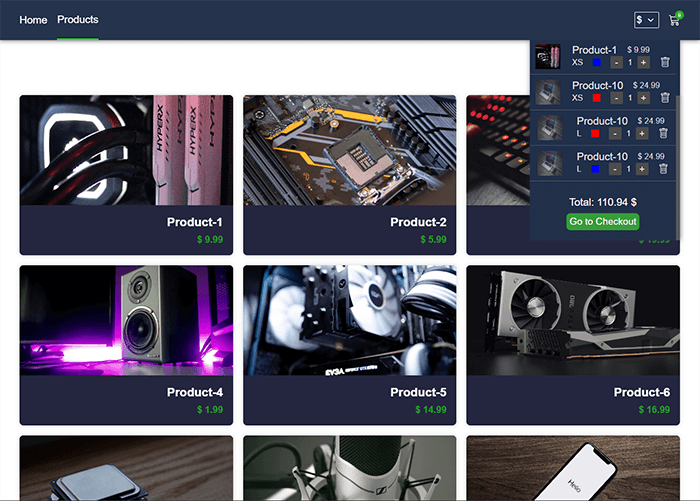 Home
Products
$
6
Product-1 $ 9.99
XS - 1 +
Product-10 $ 24.99
XS - 1 +
Product-10 $ 24.99
L - 1 +
Product-10 $ 24.99
L - 1 +
Total: 110.94 $
Go to Checkout
HYPERX
HYPERX
Product-1
$ 9.99
Product-2
$ 5.99
Product-4
$ 1.99
EVGA
Product-5
$ 14.99
Product-6
$ 16.99
Hello